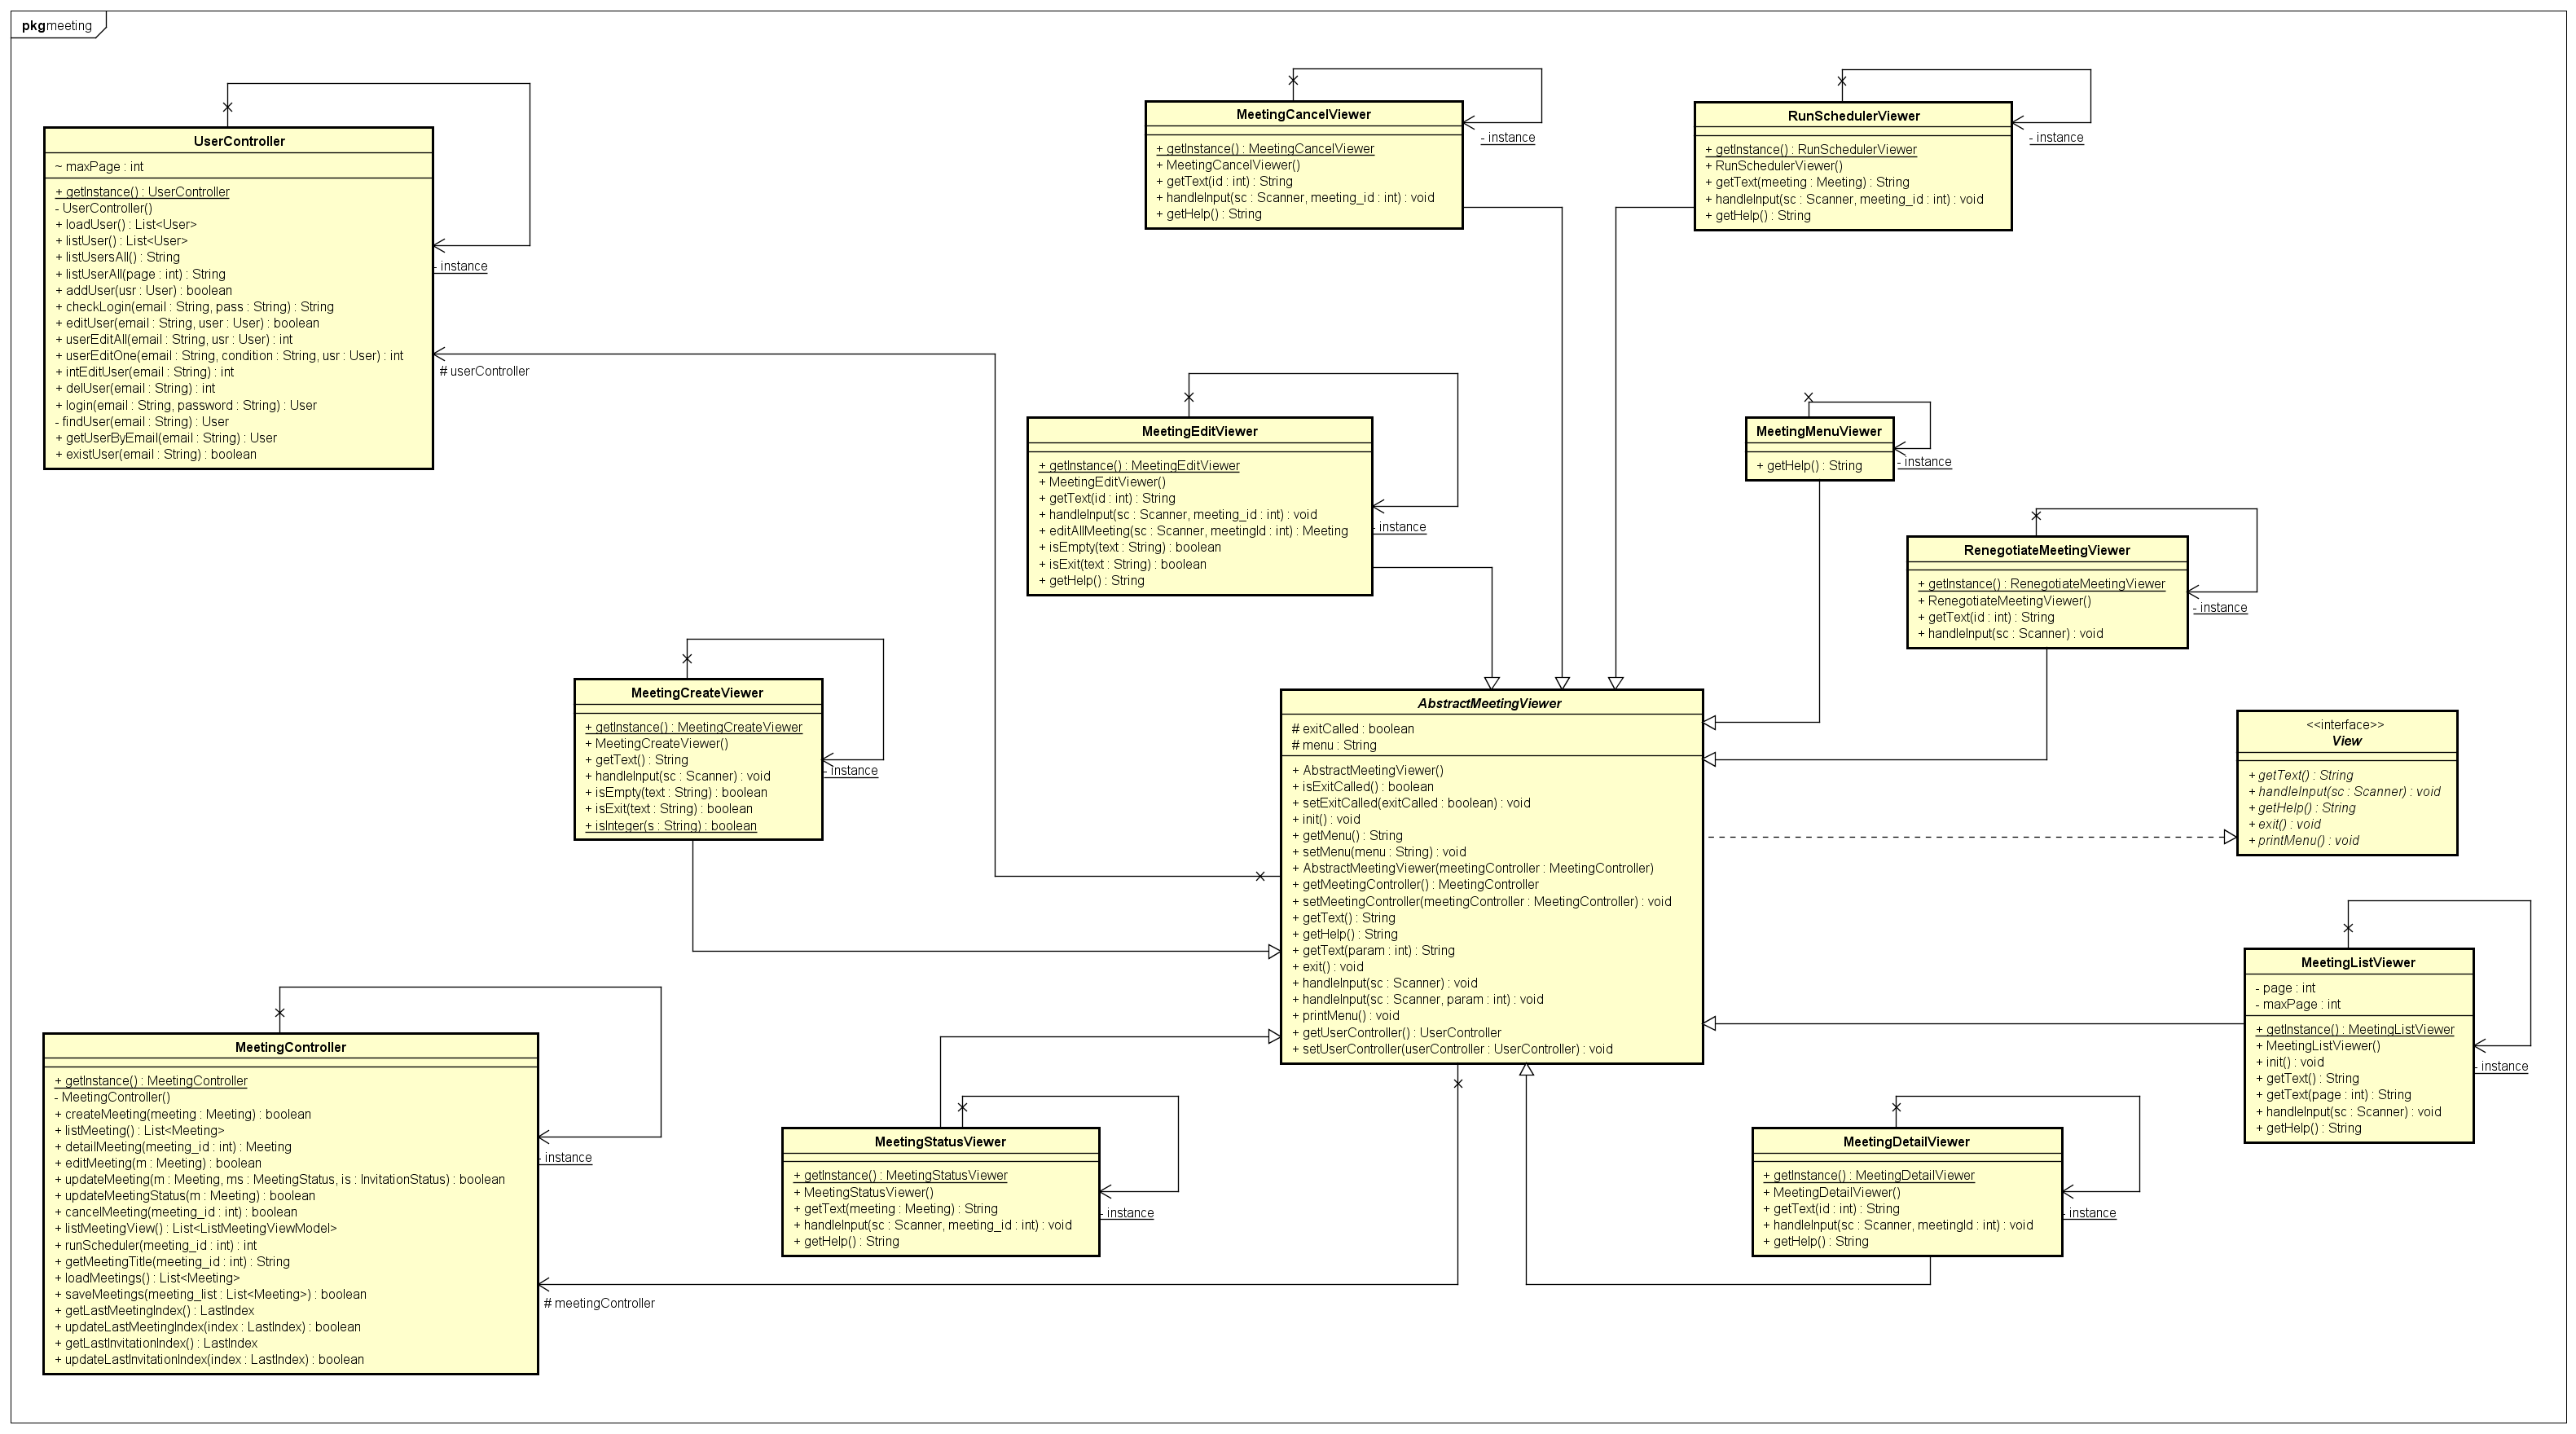 pkg meeting
UserController
~ maxPage : int
+ getInstance() : UserController
- UserController()
+ loadUser() : List<User>
+ listUser() : List<User>
+ listUsersAll() : String
+ listUserAll(page : int) : String
+ addUser(usr : User) : boolean
+ checkLogin(email : String, pass : String) : String
+ editUser(email : String, user : User) : boolean
+ userEditAll(email : String, usr : User) : int
+ userEditOne(email : String, condition : String, usr : User) : int
+ intEditUser(email : String) : int
+ delUser(email : String) : int
+ login(email : String, password : String) : User
- findUser(email : String) : User
+ getUserByEmail(email : String) : User
+ existUser(email : String) : boolean
- instance
# userController
MeetingCancelViewer
+ getInstance() : MeetingCancelViewer
+ MeetingCancelViewer()
+ getText(id : int) : String
+ handleInput(sc : Scanner, meeting_id : int) : void
+ getHelp() : String
- instance
RunSchedulerViewer
+ getInstance() : RunSchedulerViewer
+ RunSchedulerViewer()
+ getText(meeting : Meeting) : String
+ handleInput(sc : Scanner, meeting_id : int) : void
+ getHelp() : String
- instance
MeetingEditViewer
+ getInstance() : MeetingEditViewer
+ MeetingEditViewer()
+ getText(id : int) : String
+ handleInput(sc : Scanner, meeting_id : int) : void
+ editAllMeeting(sc : Scanner, meetingId : int) : Meeting
+ isEmpty(text : String) : boolean
+ isExit(text : String) : boolean
+ getHelp() : String
- instance
MeetingMenuViewer
+ getHelp() : String
- instance
RenegotiateMeetingViewer
+ getInstance() : RenegotiateMeetingViewer
+ RenegotiateMeetingViewer()
+ getText(id : int) : String
+ handleInput(sc : Scanner) : void
- instance
MeetingCreateViewer
+ getInstance() : MeetingCreateViewer
+ MeetingCreateViewer()
+ getText() : String
+ handleInput(sc : Scanner) : void
+ isEmpty(text : String) : boolean
+ isExit(text : String) : boolean
+ isInteger(s : String) : boolean
- instance
AbstractMeetingViewer
# exitCalled : boolean
# menu : String
+ AbstractMeetingViewer()
+ isExitCalled() : boolean
+ setExitCalled(exitCalled : boolean) : void
+ init() : void
+ getMenu() : String
+ setMenu(menu : String) : void
+ AbstractMeetingViewer(meetingController : MeetingController)
+ getMeetingController() : MeetingController
+ setMeetingController(meetingController : MeetingController) : void
+ getText() : String
+ getHelp() : String
+ getText(param : int) : String
+ exit() : void
+ handleInput(sc : Scanner) : void
+ handleInput(sc : Scanner, param : int) : void
+ printMenu() : void
+ getUserController() : UserController
+ setUserController(userController : UserController) : void
<<interface>>
View
+ getText() : String
+ handleInput(sc : Scanner) : void
+ getHelp() : String
+ exit() : void
+ printMenu() : void
MeetingListViewer
- page : int
- maxPage : int
+ getInstance() : MeetingListViewer
+ MeetingListViewer()
+ init() : void
+ getText() : String
+ getText(page : int) : String
+ handleInput(sc : Scanner) : void
+ getHelp() : String
- instance
MeetingController
+ getInstance() : MeetingController
- MeetingController()
+ createMeeting(meeting : Meeting) : boolean
+ listMeeting() : List<Meeting>
+ detailMeeting(meeting_id : int) : Meeting
+ editMeeting(m : Meeting) : boolean
+ updateMeeting(m : Meeting, ms : MeetingStatus, is : InvitationStatus) : boolean
+ updateMeetingStatus(m : Meeting) : boolean
+ cancelMeeting(meeting_id : int) : boolean
+ listMeetingView() : List<ListMeetingViewModel>
+ runScheduler(meeting_id : int) : int
+ getMeetingTitle(meeting_id : int) : String
+ loadMeetings() : List<Meeting>
+ saveMeetings(meeting_list : List<Meeting>) : boolean
+ getLastMeetingIndex() : LastIndex
+ updateLastMeetingIndex(index : LastIndex) : boolean
+ getLastInvitationIndex() : LastIndex
+ updateLastInvitationIndex(index : LastIndex) : boolean
- instance
# meetingController
MeetingStatusViewer
+ getInstance() : MeetingStatusViewer
+ MeetingStatusViewer()
+ getText(meeting : Meeting) : String
+ handleInput(sc : Scanner, meeting_id : int) : void
+ getHelp() : String
- instance
MeetingDetailViewer
+ getInstance() : MeetingDetailViewer
+ MeetingDetailViewer()
+ getText(id : int) : String
+ handleInput(sc : Scanner, meetingId : int) : void
+ getHelp() : String
- instance